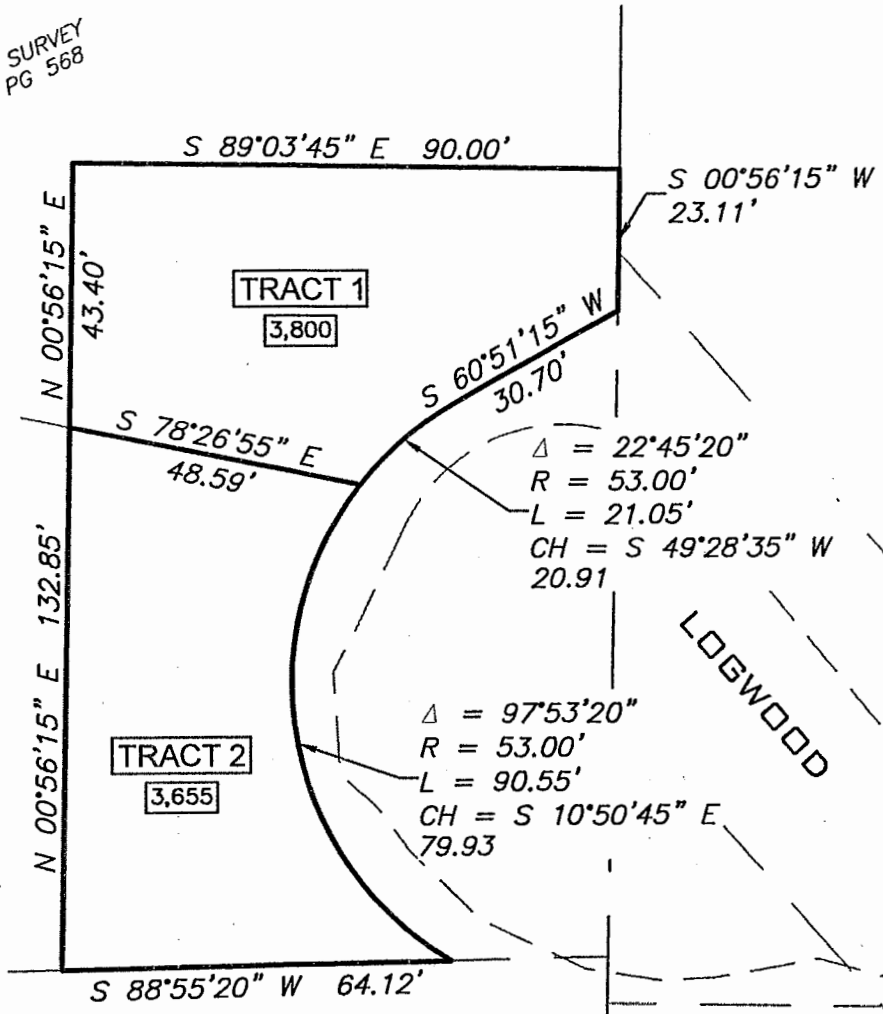 SURVEY
PG 568
S 89°03'45" E 90.00'
S 00°56'15" W
23.11'
N 00°56'15" E
43.40'
TRACT 1
3,800
S 60°51'15" W
30.70'
S 78°26'55" E
48.59'
Δ = 22°45'20"
R = 53.00'
L = 21.05'
CH = S 49°28'35" W
20.91
N 00°56'15" E 132.85'
LOGWOOD
TRACT 2
3,655
Δ = 97°53'20"
R = 53.00'
L = 90.55'
CH = S 10°50'45" E
79.93
S 88°55'20" W 64.12'